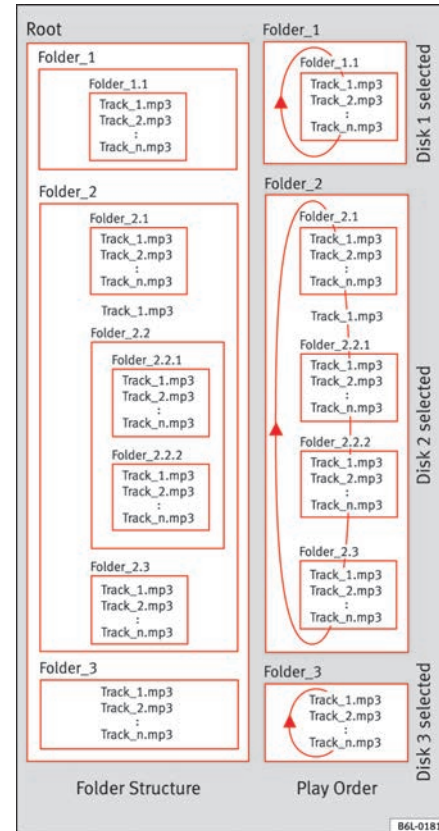 Root
Folder_1
Folder_1.1
Track_1.mp3
Track_2.mp3
:
Track_n.mp3
Folder_2
Folder_2.1
Track_1.mp3
Track_2.mp3
:
Track_n.mp3
Track_1.mp3
Folder_2.2
Folder_2.2.1
Track_1.mp3
Track_2.mp3
:
Track_n.mp3
Folder_2.2.2
Track_1.mp3
Track_2.mp3
:
Track_n.mp3
Folder_2.3
Track_1.mp3
Track_2.mp3
:
Track_n.mp3
Folder_3
Track_1.mp3
Track_2.mp3
:
Track_n.mp3
Folder Structure
Folder_1
Folder_1.1
Track_1.mp3
Track_2.mp3
:
Track_n.mp3
Disk 1 selected
Folder_2
Folder_2.1
Track_1.mp3
Track_2.mp3
:
Track_n.mp3
Track_1.mp3
Folder_2.2.1
Track_1.mp3
Track_2.mp3
:
Track_n.mp3
Folder_2.2.2
Track_1.mp3
Track_2.mp3
:
Track_n.mp3
Folder_2.3
Track_1.mp3
Track_2.mp3
:
Track_n.mp3
Disk 2 selected
Folder_3
Track_1.mp3
Track_2.mp3
:
Track_n.mp3
Disk 3 selected
Play Order
B6L-0181